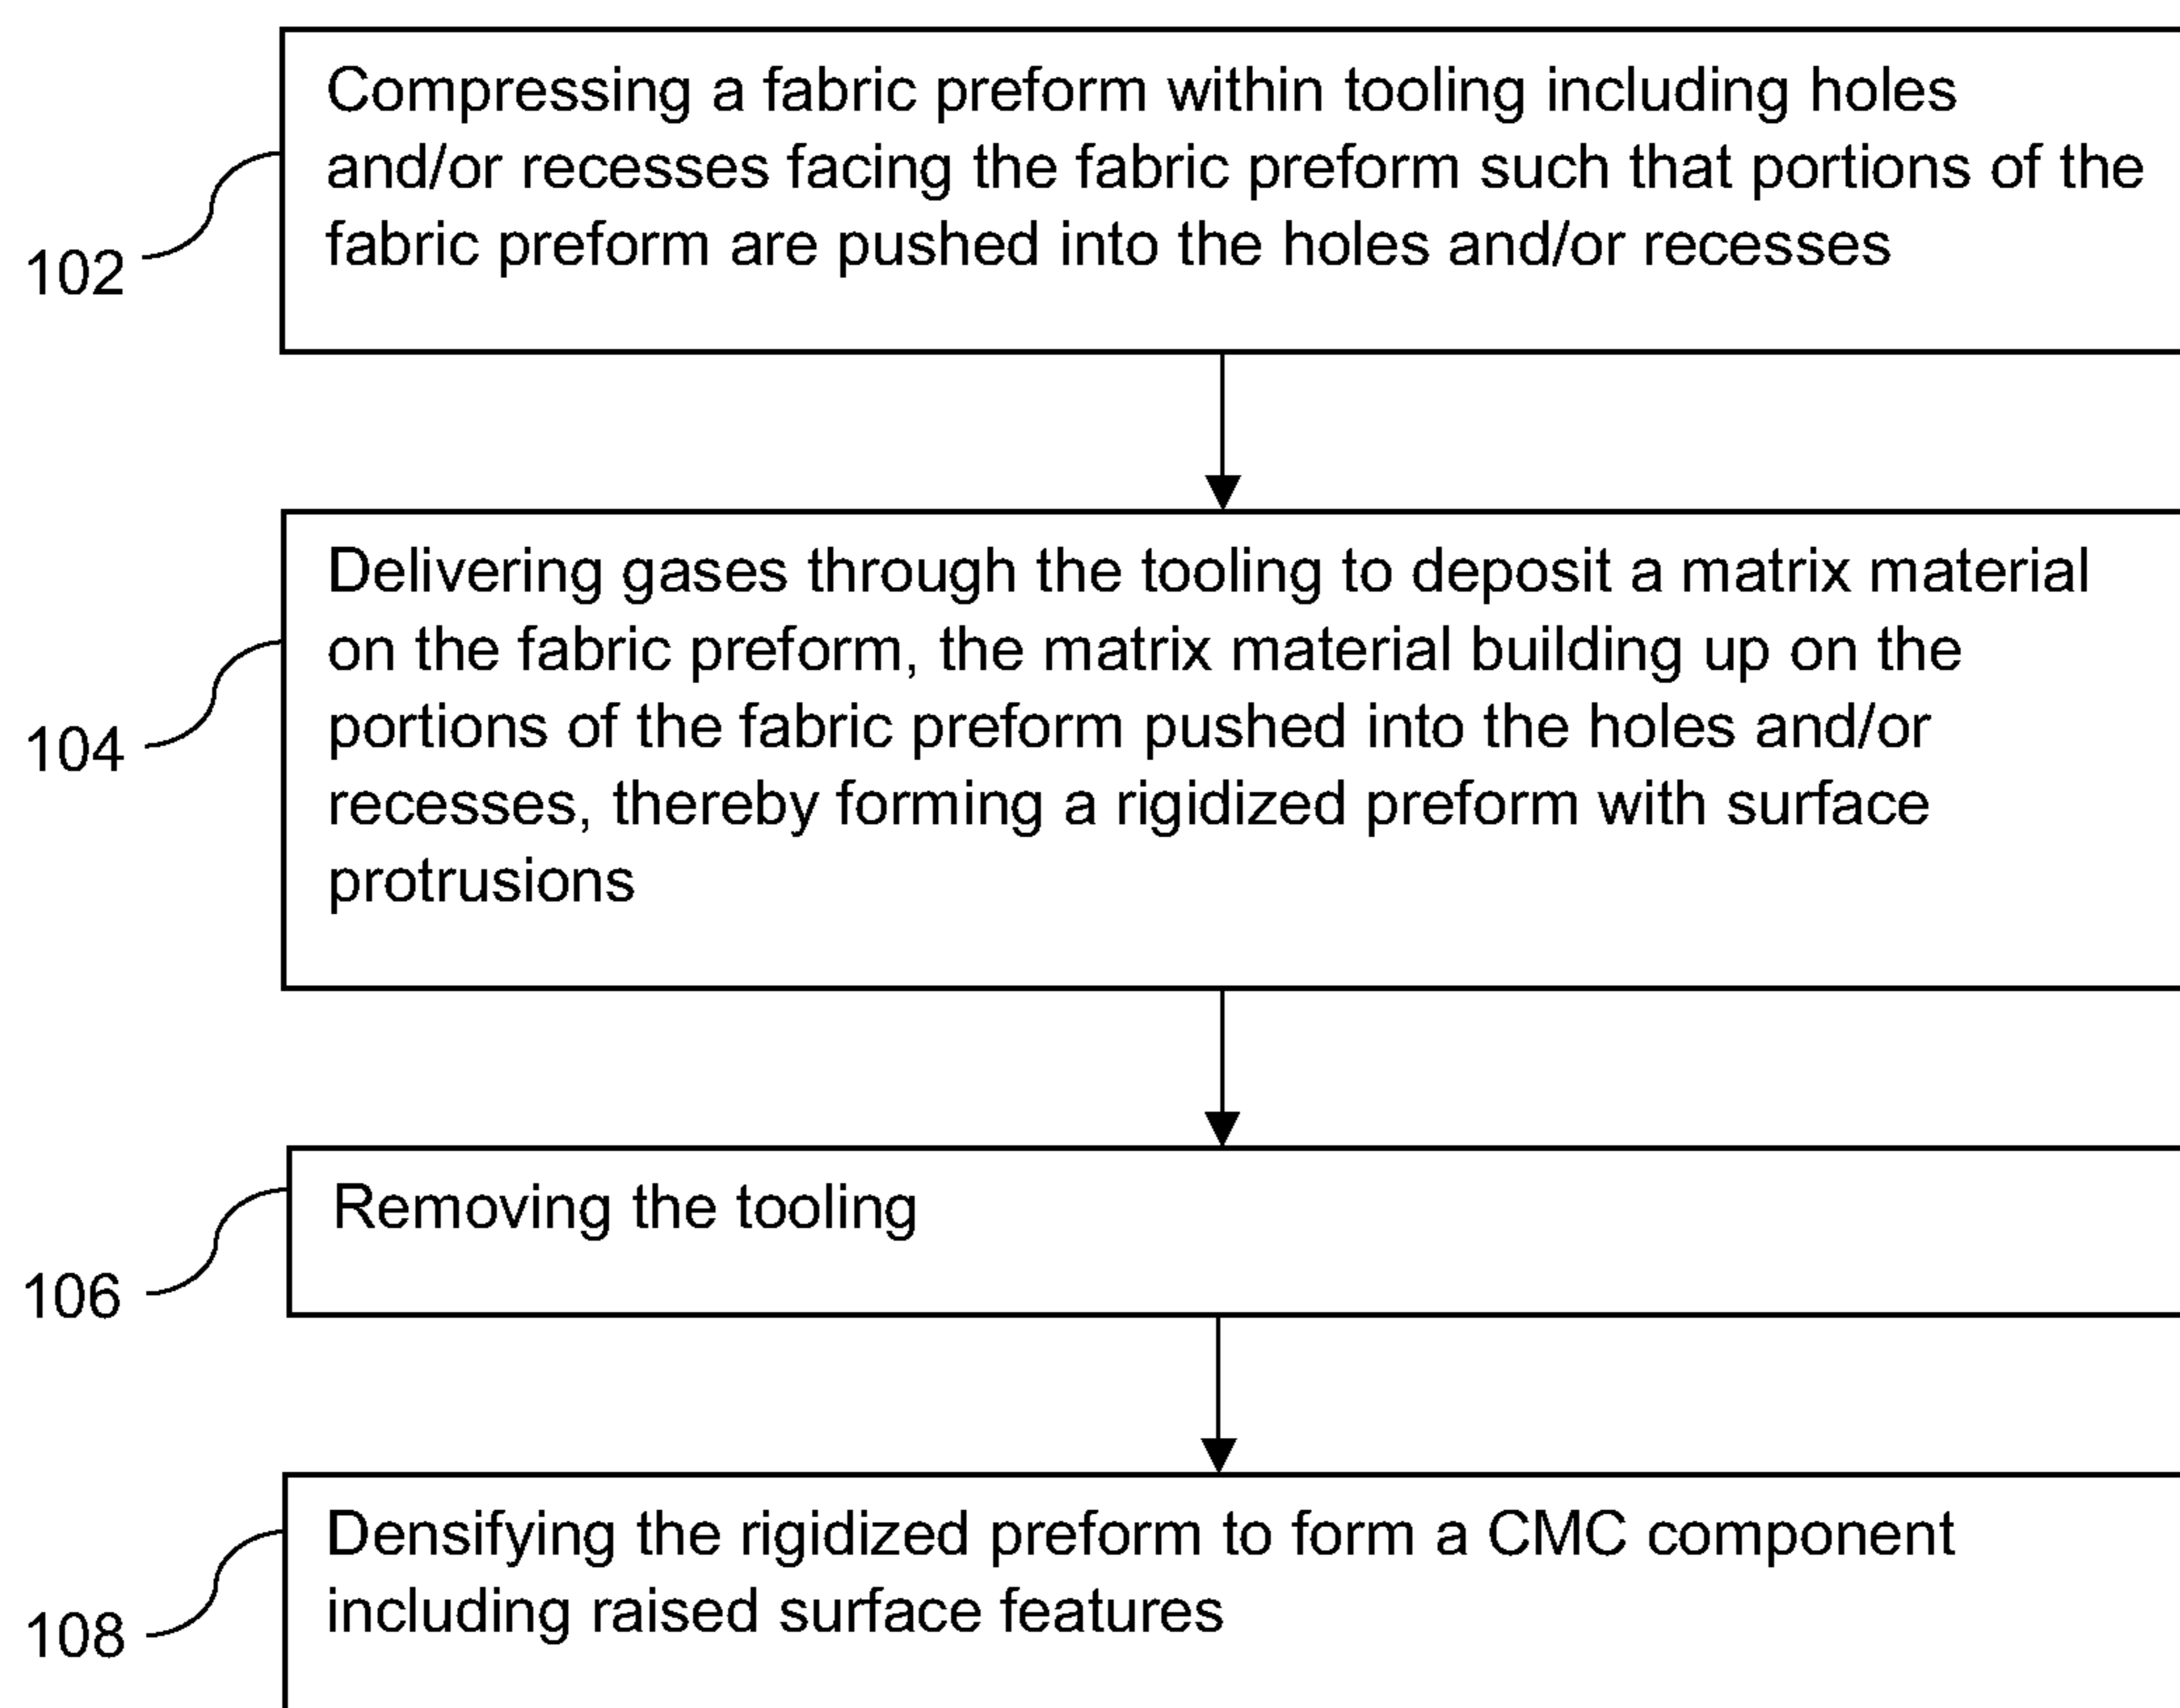 Compressing a fabric preform within tooling including holes
and/or recesses facing the fabric preform such that portions of the
fabric preform are pushed into the holes and/or recesses
102
Delivering gases through the tooling to deposit a matrix material
on the fabric preform, the matrix material building up on the
portions of the fabric preform pushed into the holes and/or
recesses, thereby forming a rigidized preform with surface
protrusions
104
Removing the tooling
106
Densifying the rigidized preform to form a CMC component
including raised surface features
108